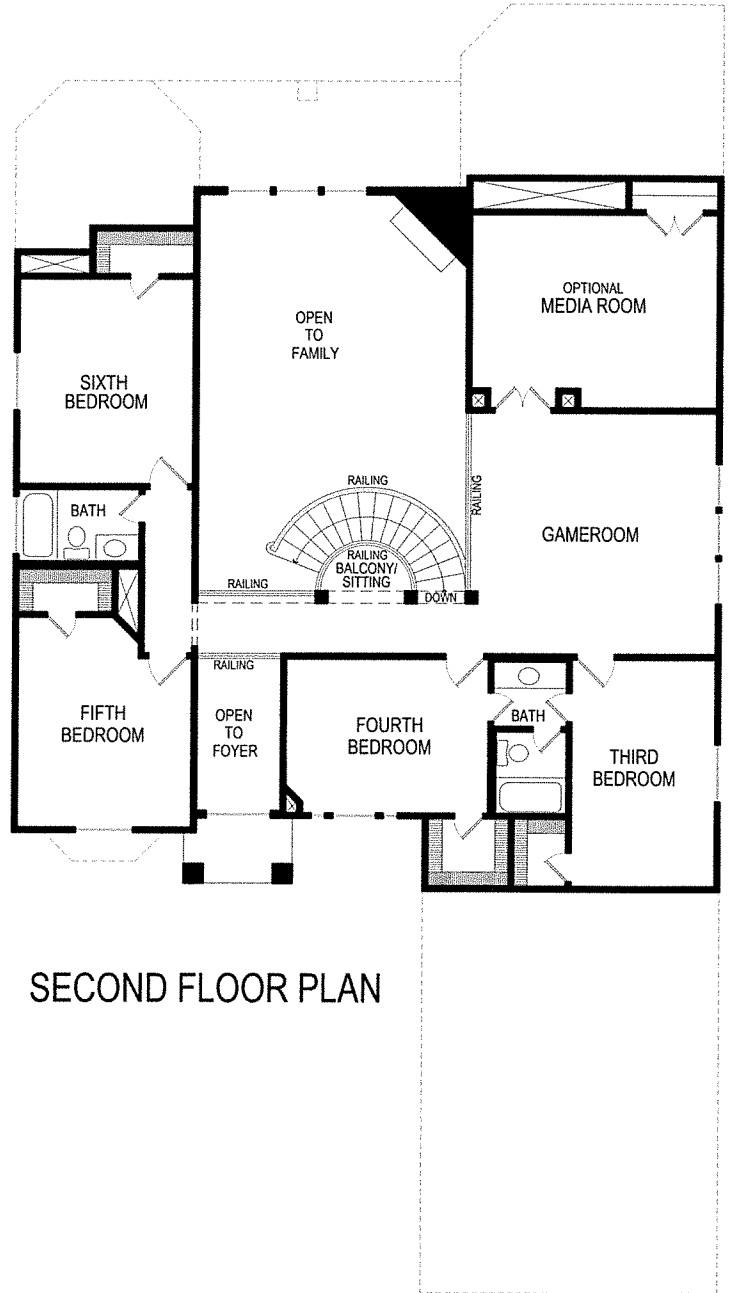 OPTIONAL
MEDIA ROOM
OPEN
TO
FAMILY
SIXTH
BEDROOM
RAILING
RAILING
BATH
GAMEROOM
RAILING
BALCONY/
SITTING
RAILING
DOWN
RAILING
FIFTH
BEDROOM
OPEN
TO
FOYER
FOURTH
BEDROOM
BATH
THIRD
BEDROOM
SECOND FLOOR PLAN